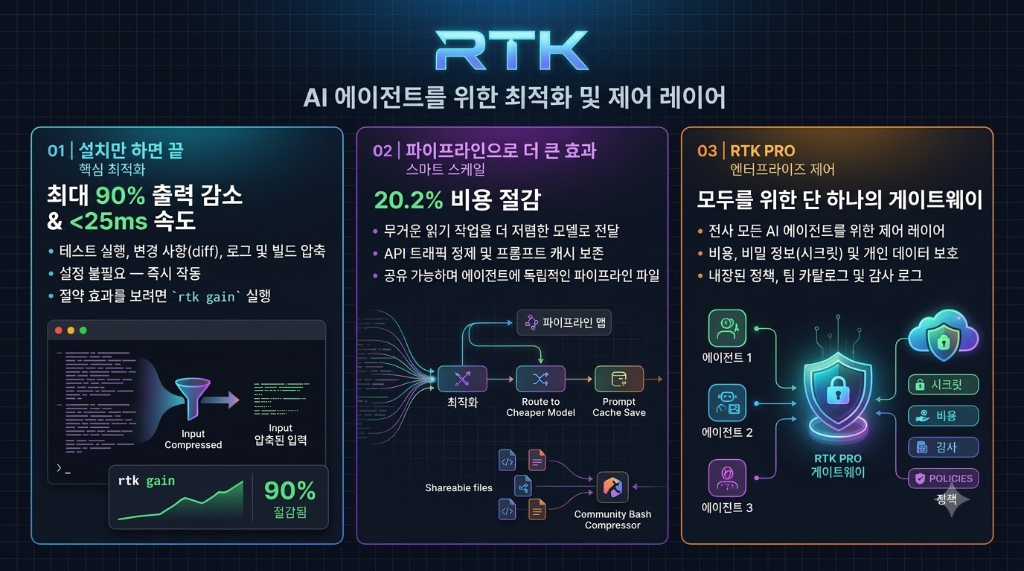 RTK
AI 에이전트를 위한 최적화 및 제어 레이어
01 | 설치만 하면 끝
핵심 최적화
최대 90% 출력 감소
& <25ms 속도
• 테스트 실행, 변경 사항(diff), 로그 및 빌드 압축
• 설정 불필요 — 즉시 작동
• 절약 효과를 보려면 `rtk gain` 실행
Input
Compressed
Input
압축된 입력
>_
rtk gain
90%
절감됨
02 | 파이프라인으로 더 큰 효과
스마트 스케일
20.2% 비용 절감
• 무거운 읽기 작업을 더 저렴한 모델로 전달
• API 트래픽 정제 및 프롬프트 캐시 보존
• 공유 가능하며 에이전트에 독립적인 파이프라인 파일
파이프라인 맵
최적화
Route to
Cheaper Model
Prompt
Cache Save
Shareable files
Community Bash
Compressor
03 | RTK PRO
엔터프라이즈 제어
모두를 위한 단 하나의 게이트웨이
• 전사 모든 AI 에이전트를 위한 제어 레이어
• 비용, 비밀 정보(시크릿) 및 개인 데이터 보호
• 내장된 정책, 팀 카탈로그 및 감사 로그
에이전트 1
에이전트 2
에이전트 3
RTK PRO
게이트웨이
시크릿
비용
감사
POLICIES
정책